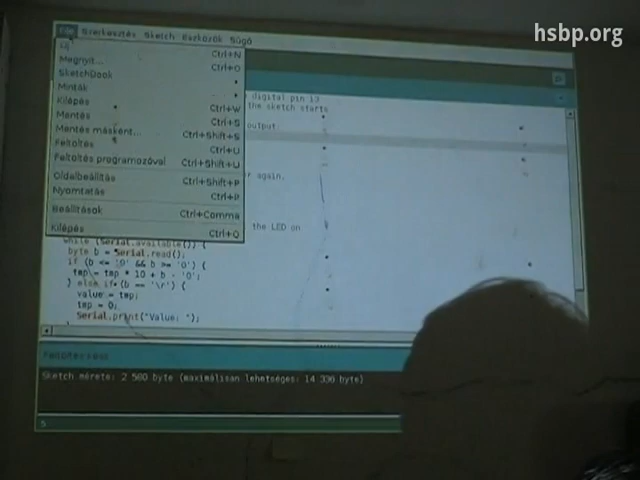 hsbp.org
Fájl Szerkesztés Sketch Eszközök Súgó
Új Ctrl+N
Megnyit... Ctrl+O
Sketchbook
Minták
Kilépés Ctrl+W
Mentés Ctrl+S
Mentés másként... Ctrl+Shift+S
Feltöltés Ctrl+U
Feltöltés programozóval Ctrl+Shift+U
Oldalbeállítás Ctrl+Shift+P
Nyomtatás Ctrl+P
Beállítások Ctrl+Comma
Kilépés Ctrl+Q
digital pin 13
the sketch starts
output
again.
the LED on
while (Serial.available()) {
byte b = Serial.read();
if (b <= '9' && b >= '0') {
tmp = tmp * 10 + b - '0';
} else if (b == '\r') {
value = tmp;
tmp = 0;
Serial.print("Value: ");
Feltöltés kész
Sketch mérete: 2 580 byte (maximálisan lehetséges: 14 336 byte)
5